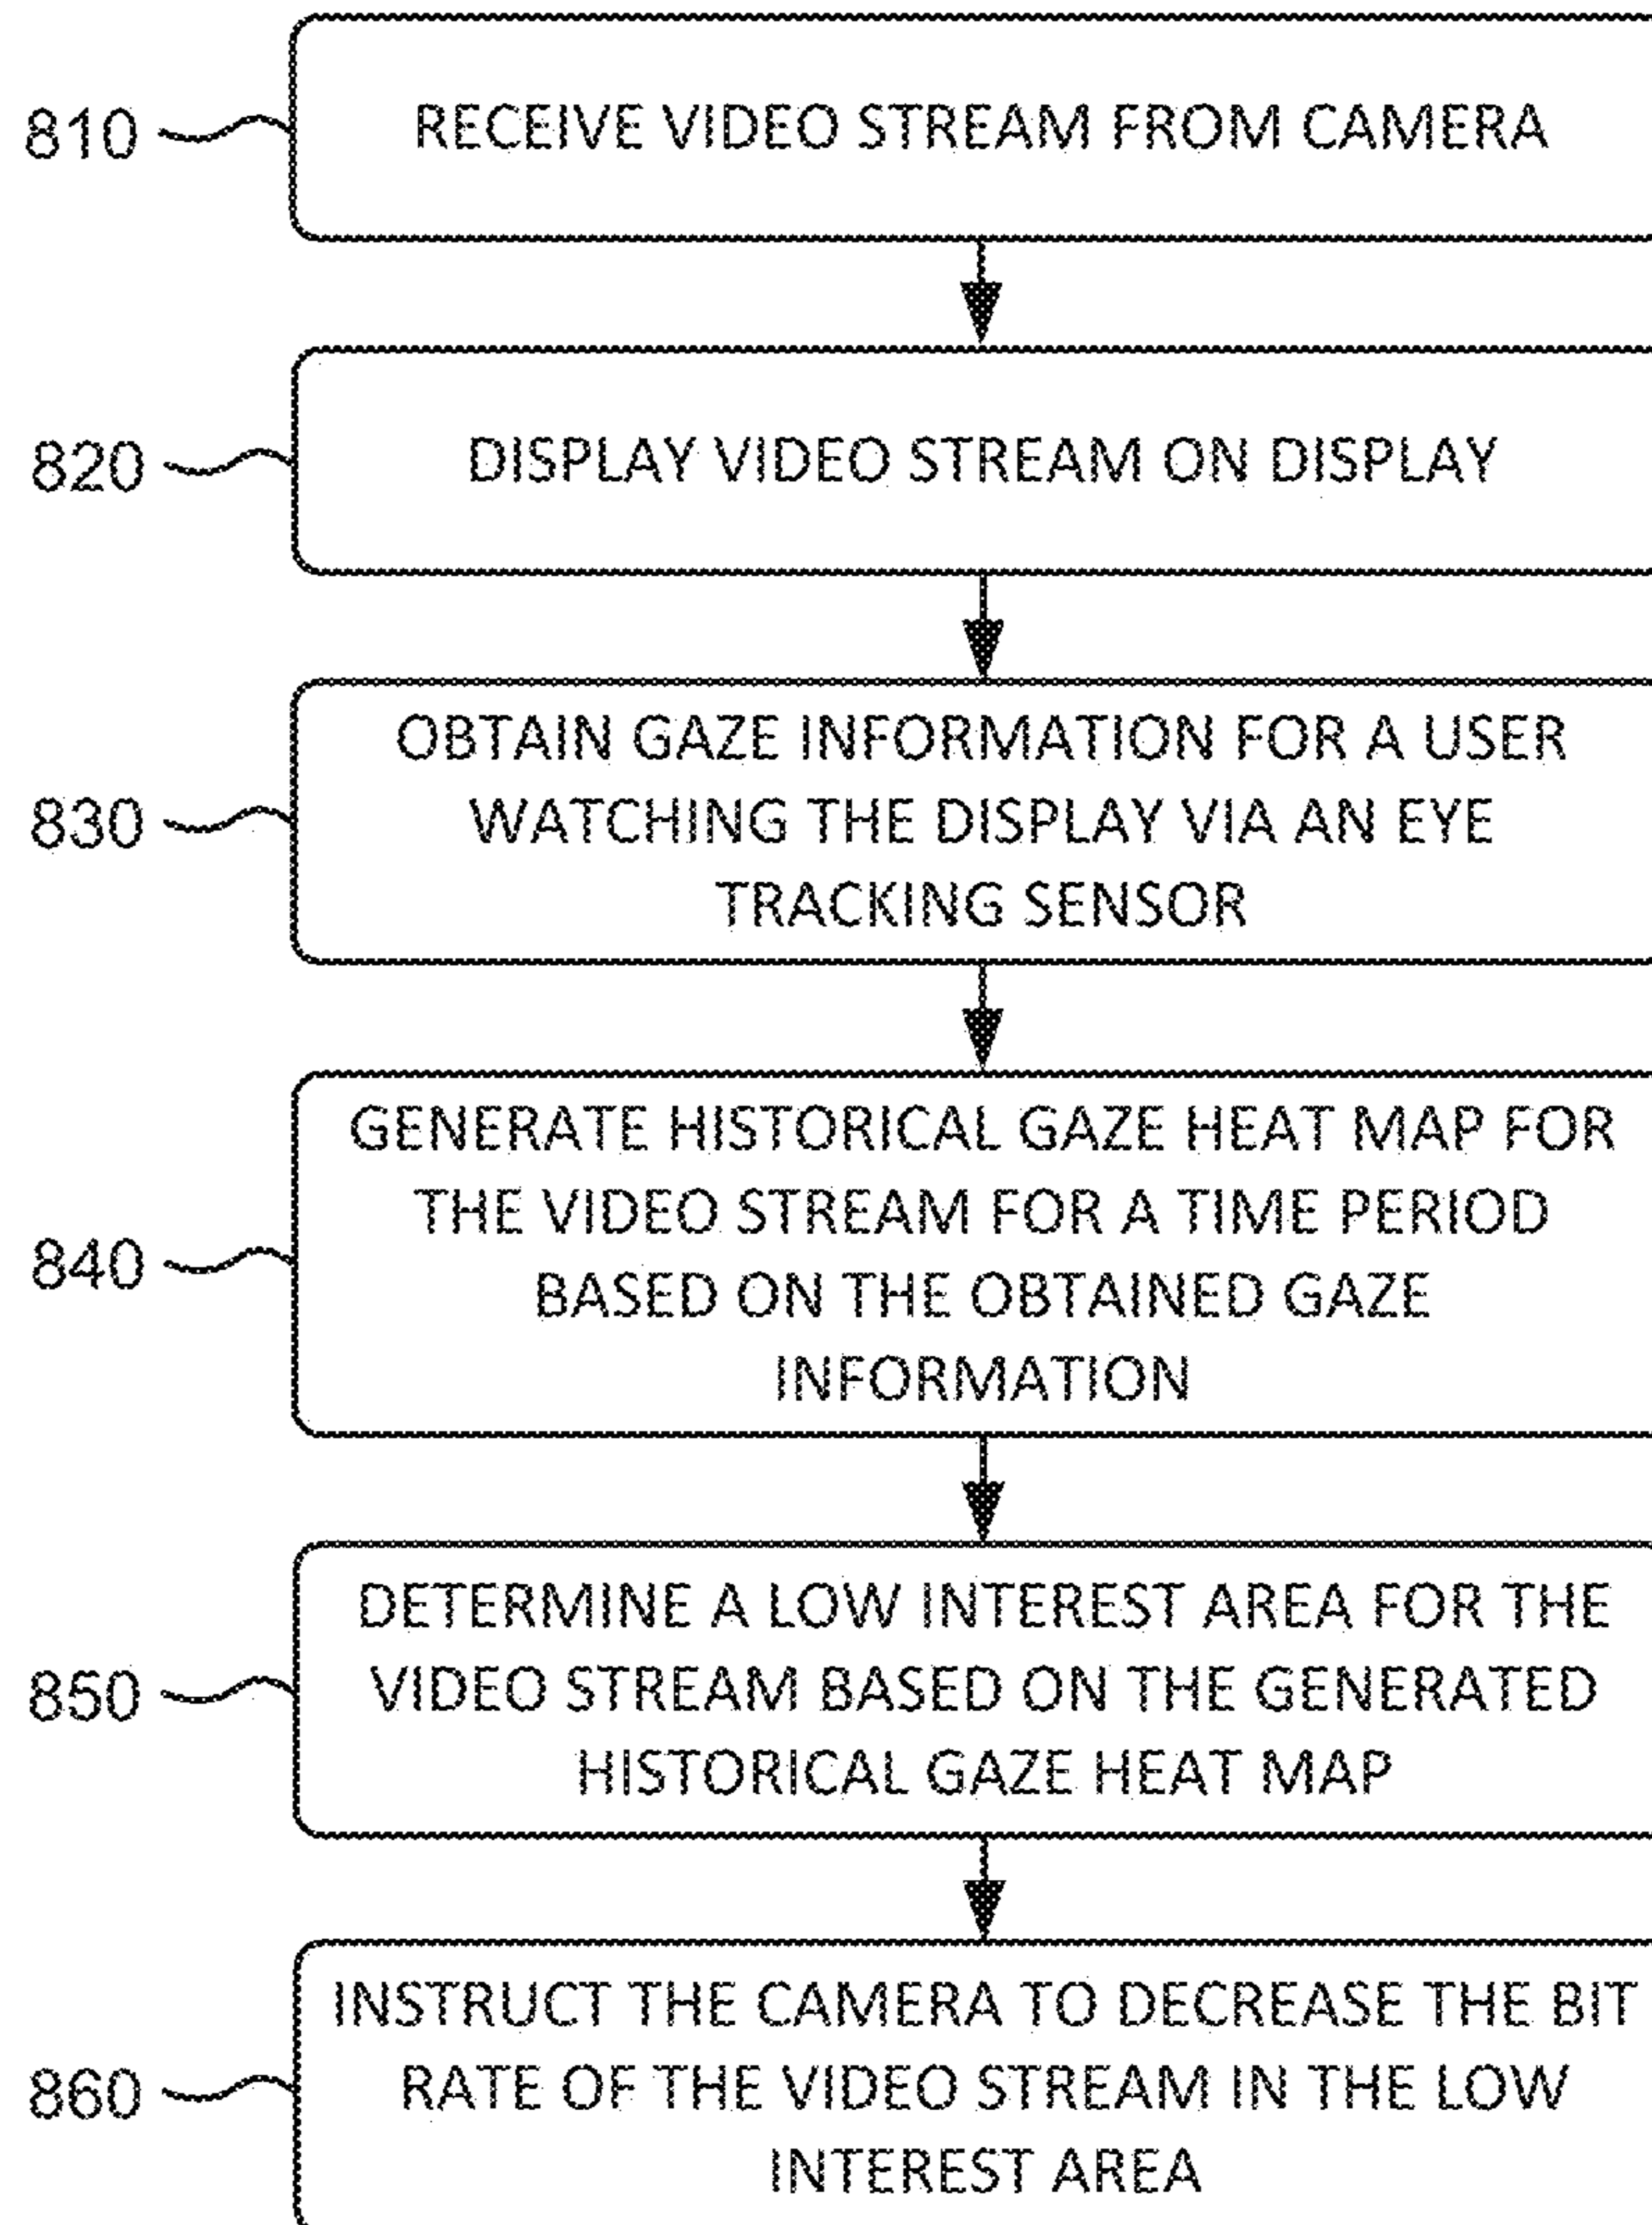 810
RECEIVE VIDEO STREAM FROM CAMERA
820
DISPLAY VIDEO STREAM ON DISPLAY
830
OBTAIN GAZE INFORMATION FOR A USER
WATCHING THE DISPLAY VIA AN EYE
TRACKING SENSOR
840
GENERATE HISTORICAL GAZE HEAT MAP FOR
THE VIDEO STREAM FOR A TIME PERIOD
BASED ON THE OBTAINED GAZE
INFORMATION
850
DETERMINE A LOW INTEREST AREA FOR THE
VIDEO STREAM BASED ON THE GENERATED
HISTORICAL GAZE HEAT MAP
860
INSTRUCT THE CAMERA TO DECREASE THE BIT
RATE OF THE VIDEO STREAM IN THE LOW
INTEREST AREA